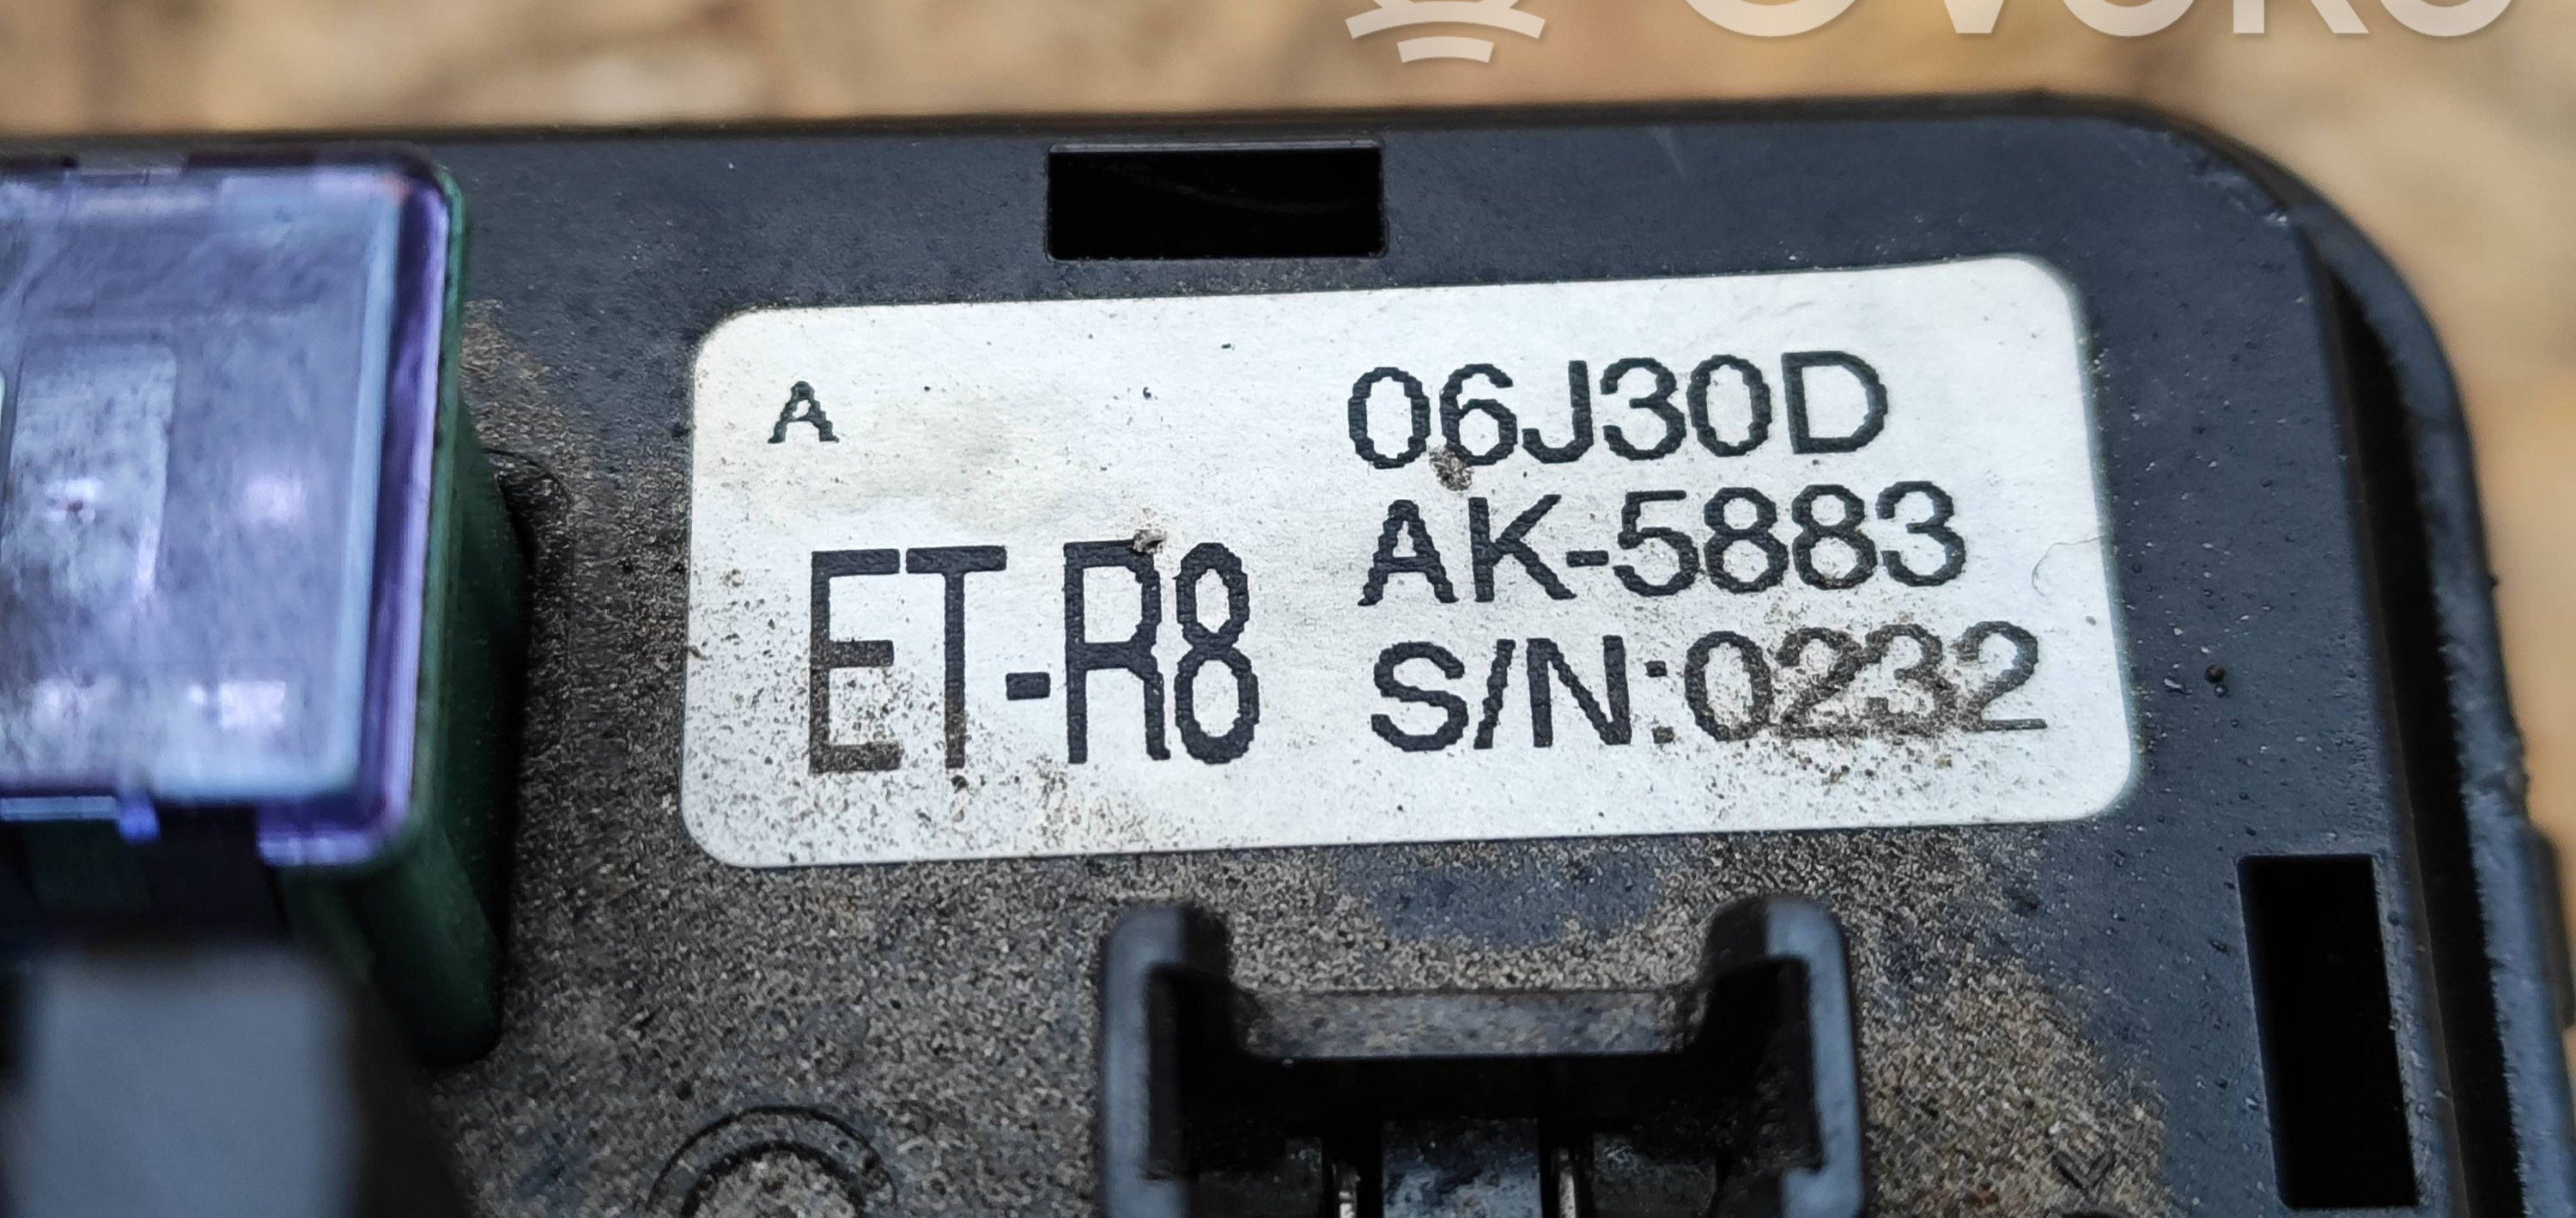 A
06J30D
AK-5883
ET-R8
S/N:0232